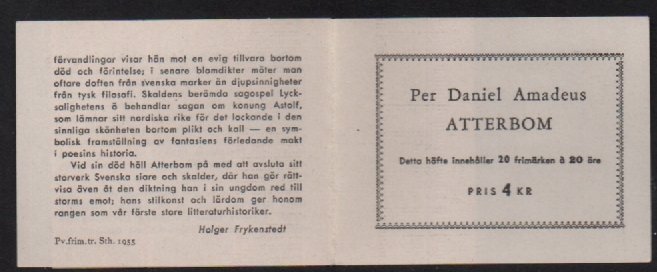 förvandlingar visar hän mot en evig tillvaro bortom
död och förintelse; i senare blomdikter möter man
oftare doften från svenska marker än djupsinnigheter
från tysk filosofi. Skaldens berömda sagospel Lyck-
salighetens ö behandlar sagan om konung Astolf,
som lämnar sitt nordiska rike för det lockande i den
sinnliga skönheten bortom plikt och kall — en sym-
bolisk framställning av fantasiens förledande makt
i poesins historia.
Vid sin död höll Atterbom på med att avsluta sitt
storverk Svenska siare och skalder, där han gör rätt-
visa även åt den diktning han i sin ungdom red till
storms emot; hans stilkonst och lärdom ger honom
rangen som vår förste store litteraturhistoriker.
Holger Frykenstedt
Pv.frim.tr. Sth. 1955
Per Daniel Amadeus
ATTERBOM
Detta häfte innehåller 20 frimärken à 20 öre
PRIS 4 KR